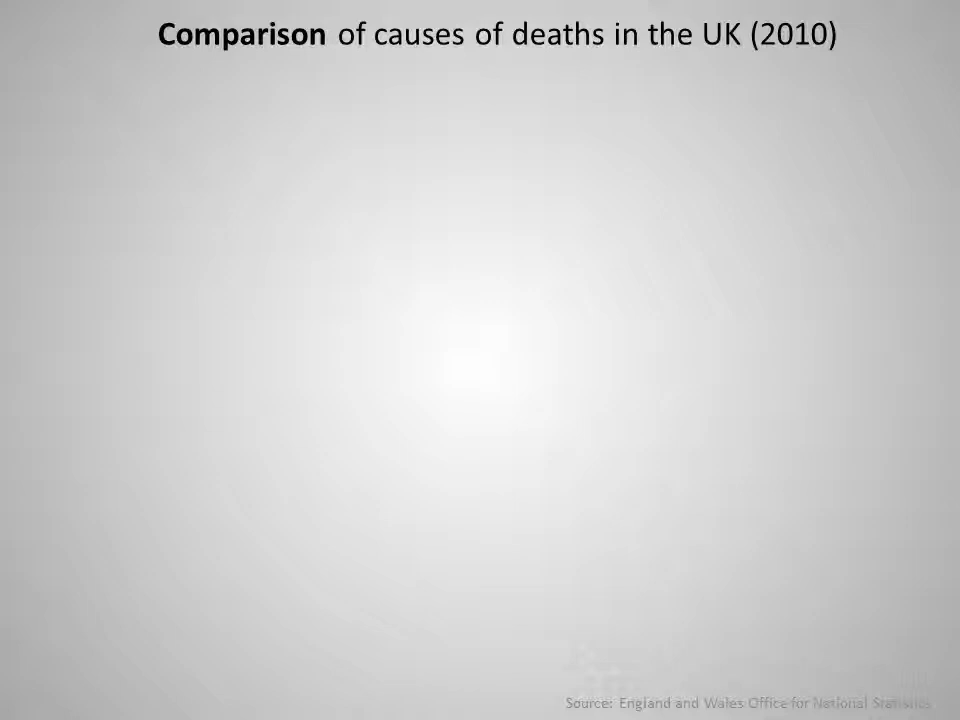 Comparison of causes of deaths in the UK (2010)
Source: England and Wales Office for National Statistics